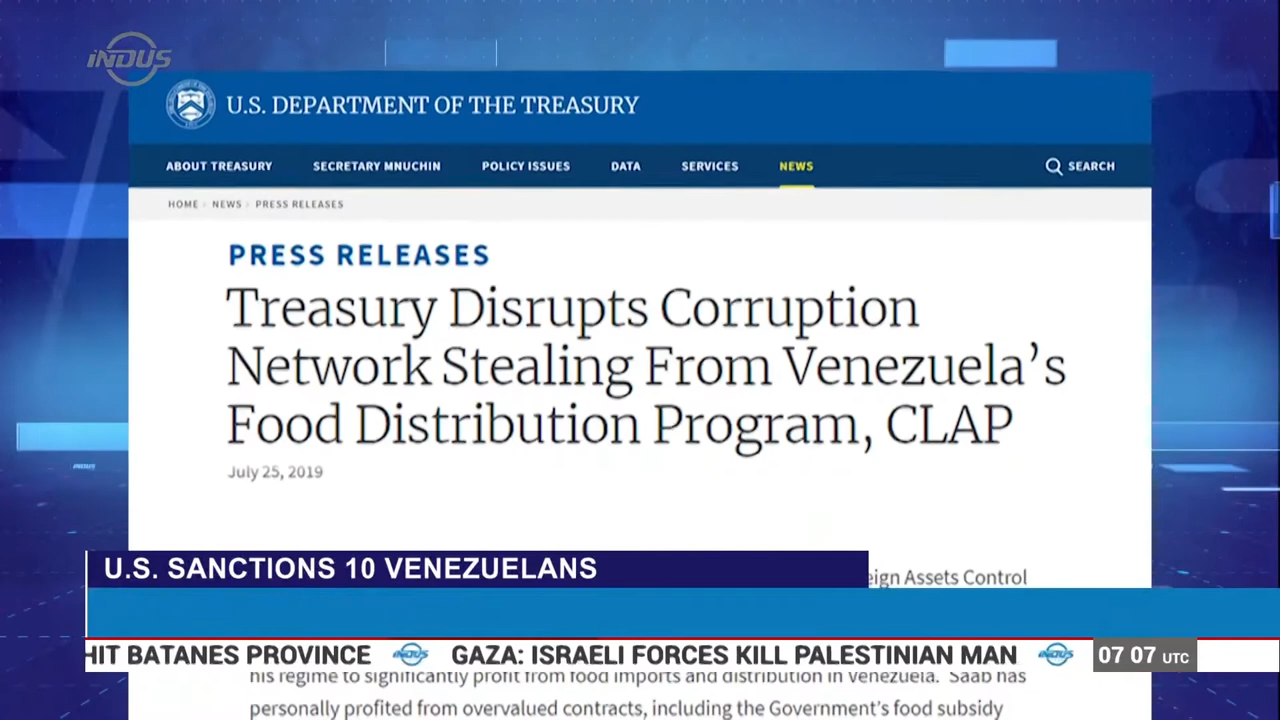 iNDUS
U.S. DEPARTMENT OF THE TREASURY
ABOUT TREASURY SECRETARY MNUCHIN POLICY ISSUES DATA SERVICES NEWS SEARCH
HOME › NEWS › PRESS RELEASES
PRESS RELEASES
Treasury Disrupts Corruption
Network Stealing From Venezuela’s
Food Distribution Program, CLAP
July 25, 2019
U.S. SANCTIONS 10 VENEZUELANS
eign Assets Control
HIT BATANES PROVINCE iNDUS GAZA: ISRAELI FORCES KILL PALESTINIAN MAN iNDUS 07 07 UTC
his regime to significantly profit from food imports and distribution in Venezuela. Saab has
personally profited from overvalued contracts, including the Government’s food subsidy